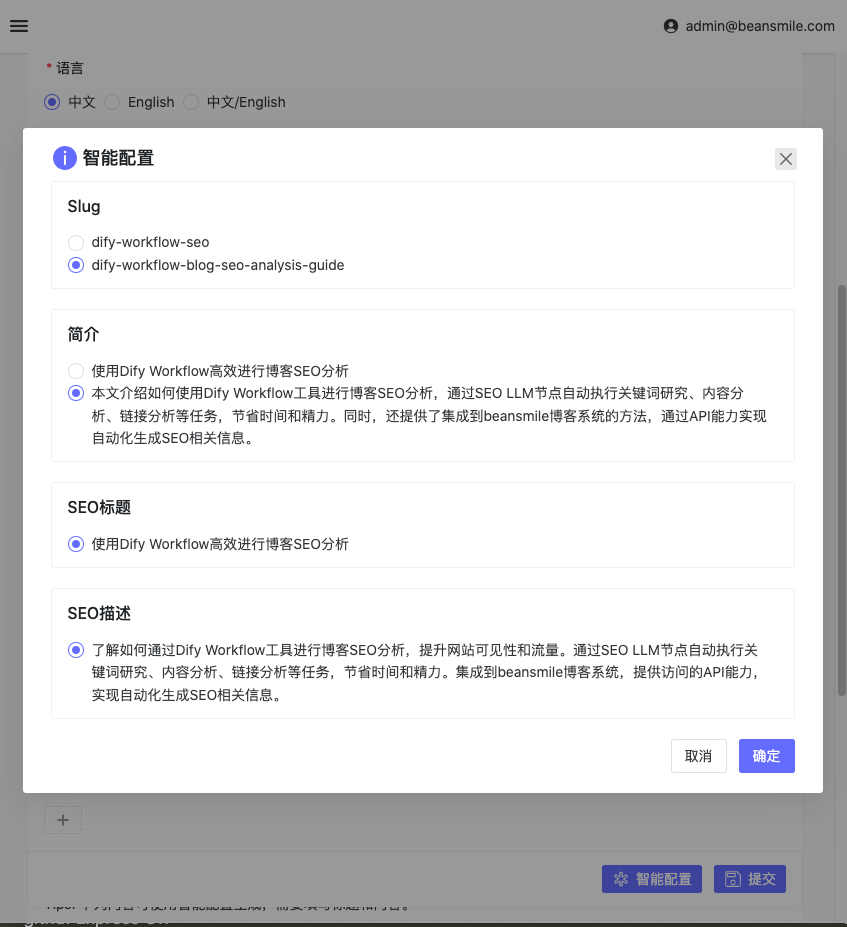 admin@beansmile.com
* 语言
中文 English 中文/English
智能配置
Slug
dify-workflow-seo
dify-workflow-blog-seo-analysis-guide
简介
使用Dify Workflow高效进行博客SEO分析
本文介绍如何使用Dify Workflow工具进行博客SEO分析，通过SEO LLM节点自动执行关键词研究、内容分
析、链接分析等任务，节省时间和精力。同时，还提供了集成到beansmile博客系统的方法，通过API能力实现
自动化生成SEO相关信息。
SEO标题
使用Dify Workflow高效进行博客SEO分析
SEO描述
了解如何通过Dify Workflow工具进行博客SEO分析，提升网站可见性和流量。通过SEO LLM节点自动执行关
键词研究、内容分析、链接分析等任务，节省时间和精力。集成到beansmile博客系统，提供访问的API能力，
实现自动化生成SEO相关信息。
取消 确定
智能配置 提交